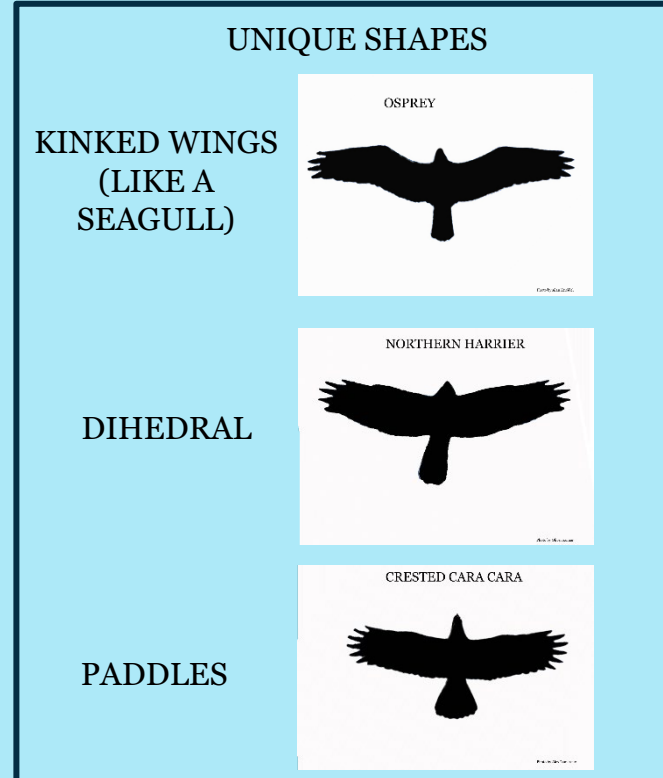 UNIQUE SHAPES
KINKED WINGS
(LIKE A
SEAGULL)
OSPREY
DIHEDRAL
NORTHERN HARRIER
PADDLES
CRESTED CARA CARA